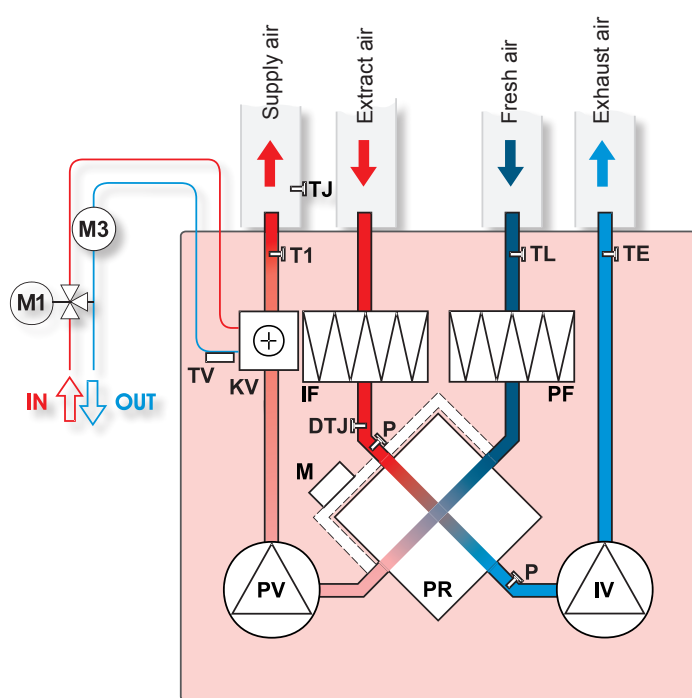 Supply air
Extract air
Fresh air
Exhaust air
TJ
M3
T1
TL
TE
M1
TV
KV
IF
PF
IN
OUT
DTJ
P
M
P
PV
PR
IV